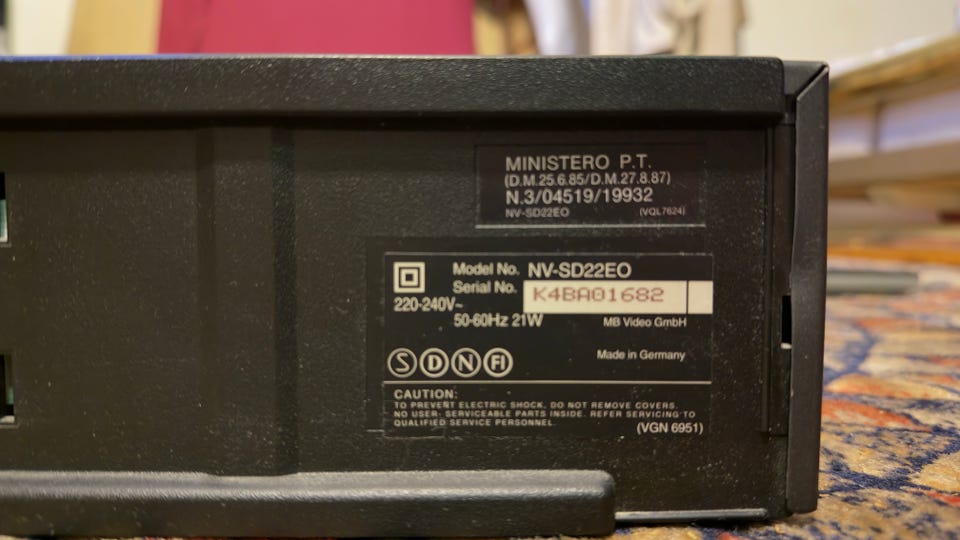 MINISTERO P.T.
(D.M.25.6.85/D.M.27.8.87)
N.3/04519/19932
NV-SD22EO (VQL7624)
Model No. NV-SD22EO
Serial No. K4BA01682
220-240V~
50-60Hz 21W MB Video GmbH
S D N FI Made in Germany
CAUTION:
TO PREVENT ELECTRIC SHOCK, DO NOT REMOVE COVERS.
NO USER- SERVICEABLE PARTS INSIDE. REFER SERVICING TO
QUALIFIED SERVICE PERSONNEL.
(VGN 6951)